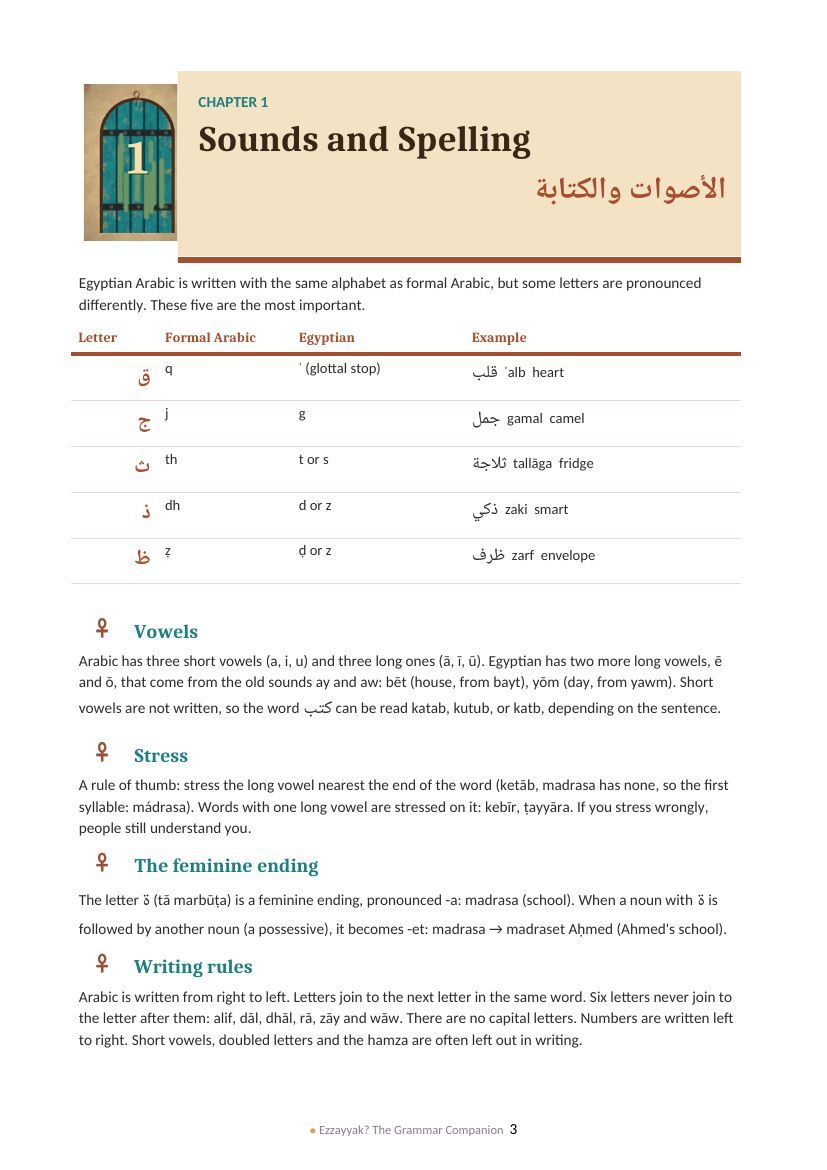 1
CHAPTER 1
Sounds and Spelling
الأصوات والكتابة
Egyptian Arabic is written with the same alphabet as formal Arabic, but some letters are pronounced
differently. These five are the most important.
Letter Formal Arabic Egyptian Example
ق q ʾ (glottal stop) قلب ʾalb heart
ج j g جمل gamal camel
ث th t or s ثلاجة tallāga fridge
ذ dh d or z ذكي zaki smart
ظ ẓ ḍ or z ظرف zarf envelope
Vowels
Arabic has three short vowels (a, i, u) and three long ones (ā, ī, ū). Egyptian has two more long vowels, ē
and ō, that come from the old sounds ay and aw: bēt (house, from bayt), yōm (day, from yawm). Short
vowels are not written, so the word كتب can be read katab, kutub, or katb, depending on the sentence.
Stress
A rule of thumb: stress the long vowel nearest the end of the word (ketāb, madrasa has none, so the first
syllable: mádrasa). Words with one long vowel are stressed on it: kebīr, ṭayyāra. If you stress wrongly,
people still understand you.
The feminine ending
The letter ة (tā marbūṭa) is a feminine ending, pronounced -a: madrasa (school). When a noun with ة is
followed by another noun (a possessive), it becomes -et: madrasa → madraset Aḥmed (Ahmed's school).
Writing rules
Arabic is written from right to left. Letters join to the next letter in the same word. Six letters never join to
the letter after them: alif, dāl, dhāl, rā, zāy and wāw. There are no capital letters. Numbers are written left
to right. Short vowels, doubled letters and the hamza are often left out in writing.
● Ezzayyak? The Grammar Companion 3